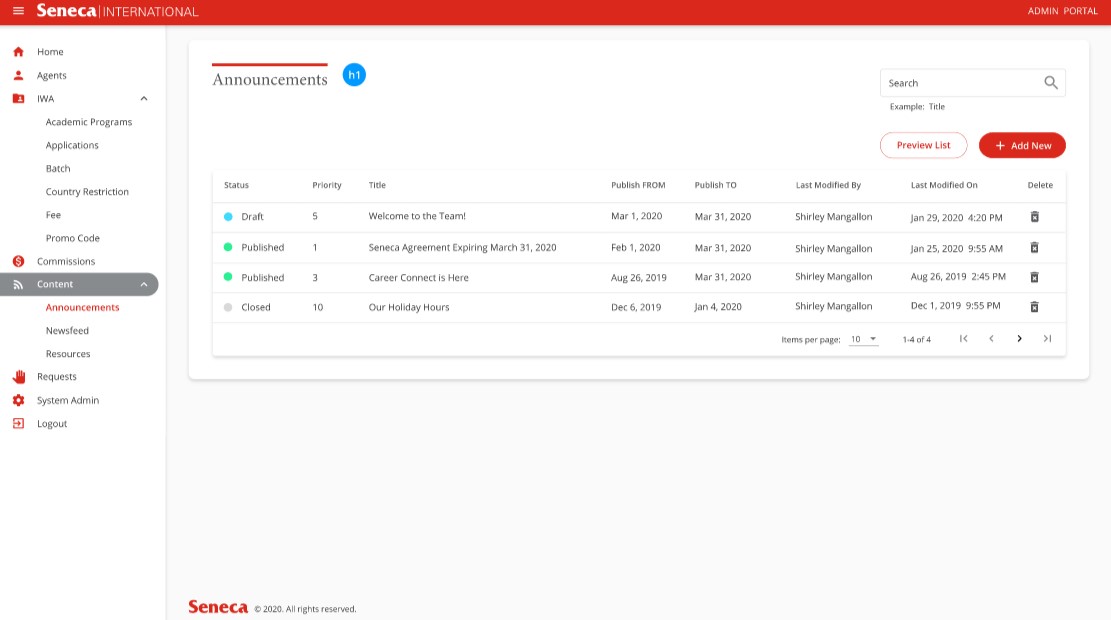 Seneca INTERNATIONAL
ADMIN PORTAL
Home
Agents
IWA
Academic Programs
Applications
Batch
Country Restriction
Fee
Promo Code
Commissions
Content
Announcements
Newsfeed
Resources
Requests
System Admin
Logout
Announcements h1
Search
Example: Title
Preview List
+ Add New
Status Priority Title Publish FROM Publish TO Last Modified By Last Modified On Delete
Draft 5 Welcome to the Team! Mar 1, 2020 Mar 31, 2020 Shirley Mangallon Jan 29, 2020 4:20 PM
Published 1 Seneca Agreement Expiring March 31, 2020 Feb 1, 2020 Mar 31, 2020 Shirley Mangallon Jan 25, 2020 9:55 AM
Published 3 Career Connect is Here Aug 26, 2019 Mar 31, 2020 Shirley Mangallon Aug 26, 2019 2:45 PM
Closed 10 Our Holiday Hours Dec 6, 2019 Jan 4, 2020 Shirley Mangallon Dec 1, 2019 9:55 PM
Items per page: 10 1-4 of 4
Seneca © 2020. All rights reserved.